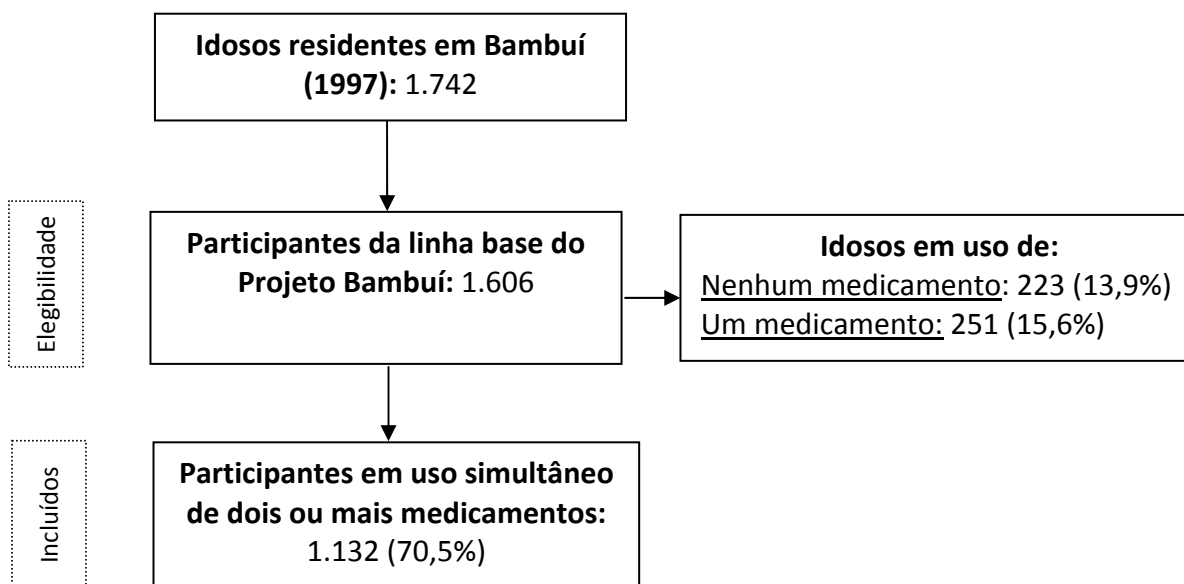 Idosos residentes em Bambuí
(1997): 1.742
Elegibilidade
Participantes da linha base do
Projeto Bambuí: 1.606
Idosos em uso de:
Nenhum medicamento: 223 (13,9%)
Um medicamento: 251 (15,6%)
Incluídos
Participantes em uso simultâneo
de dois ou mais medicamentos:
1.132 (70,5%)